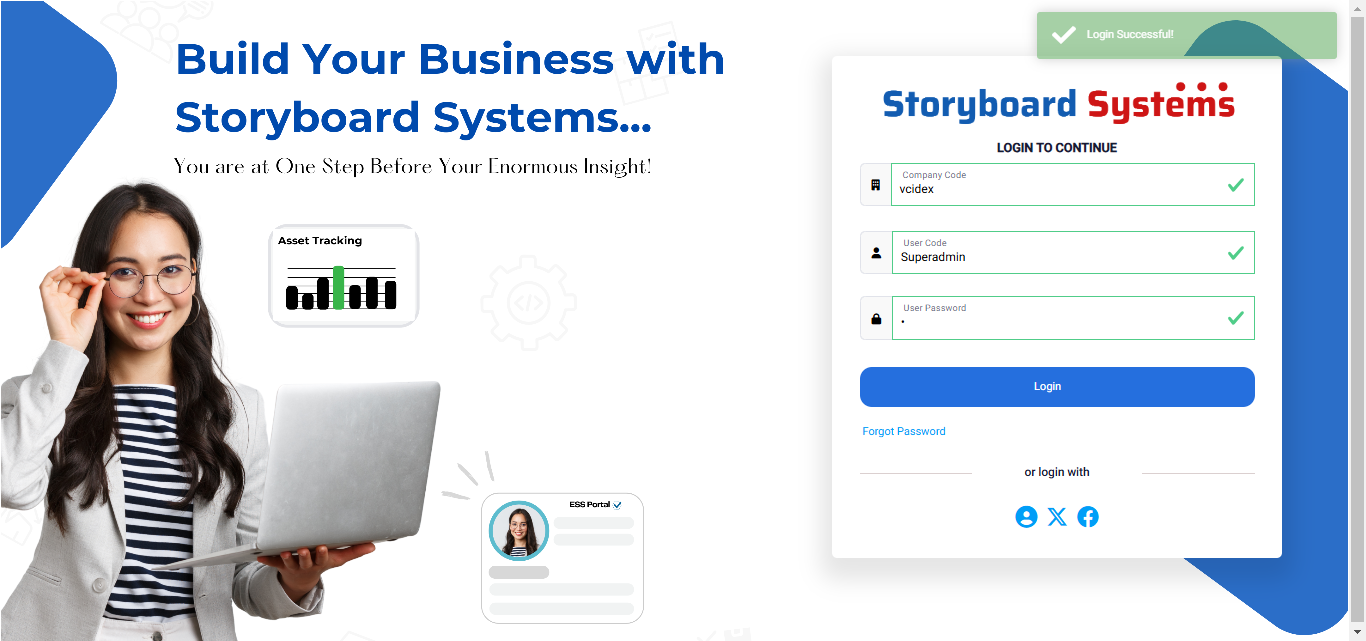 Build Your Business with
Storyboard Systems...
You are at One Step Before Your Enormous Insight!
Asset Tracking
ESS Portal
Login Successful!
Storyboard Systems
LOGIN TO CONTINUE
Company Code
vcidex
User Code
Superadmin
User Password
Login
Forgot Password
or login with